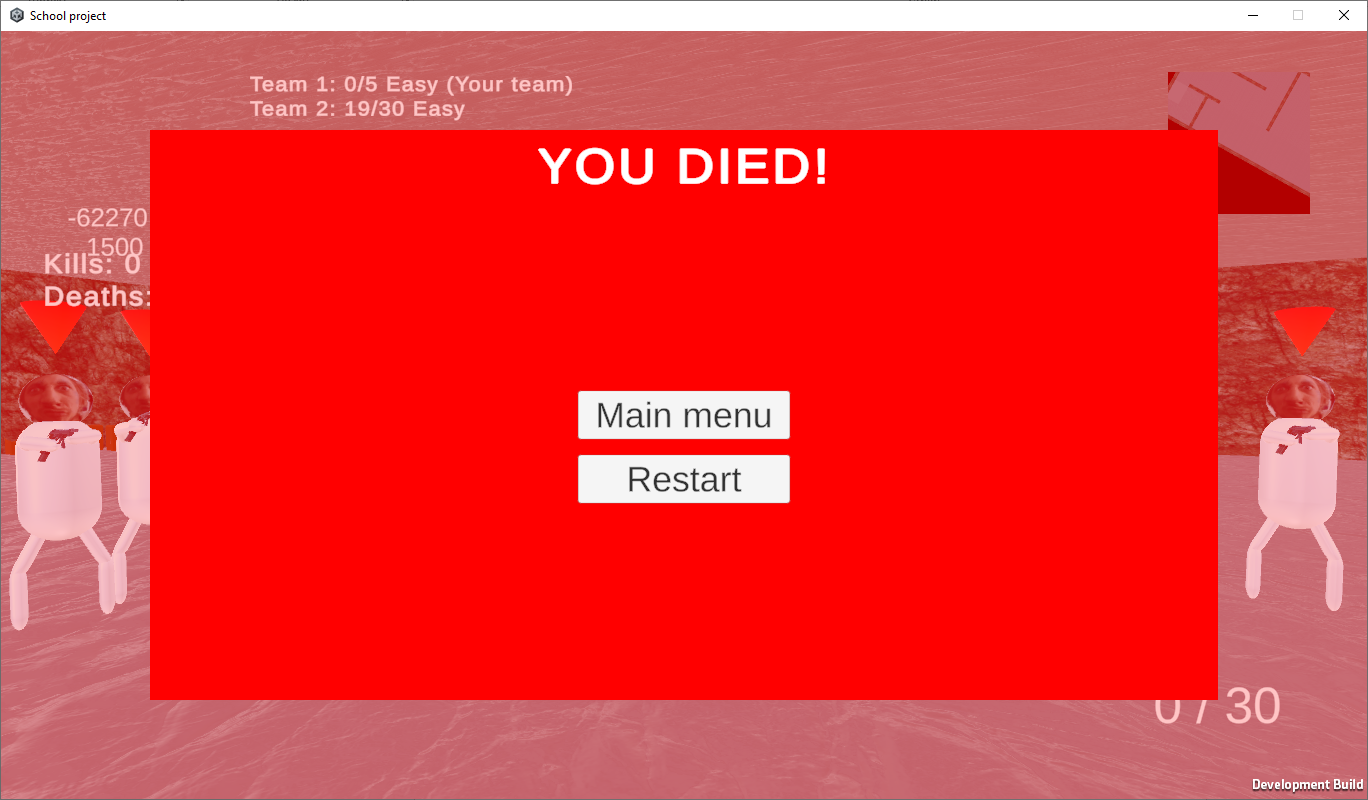 School project
Team 1: 0/5 Easy (Your team)
Team 2: 19/30 Easy
YOU DIED!
-62270
1500
Kills: 0
Deaths:
Main menu
Restart
0 / 30
Development Build